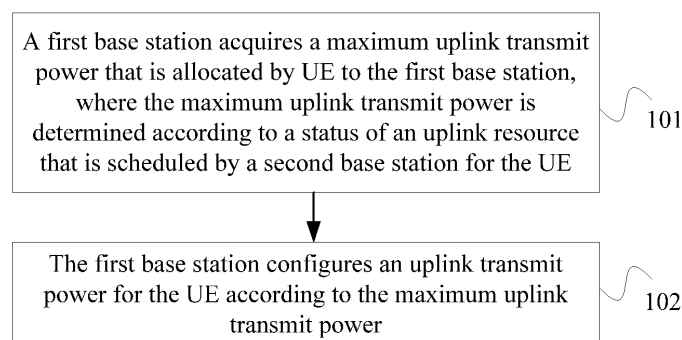 A first base station acquires a maximum uplink transmit
power that is allocated by UE to the first base station,
where the maximum uplink transmit power is
determined according to a status of an uplink resource
that is scheduled by a second base station for the UE
101
The first base station configures an uplink transmit
power for the UE according to the maximum uplink
transmit power
102